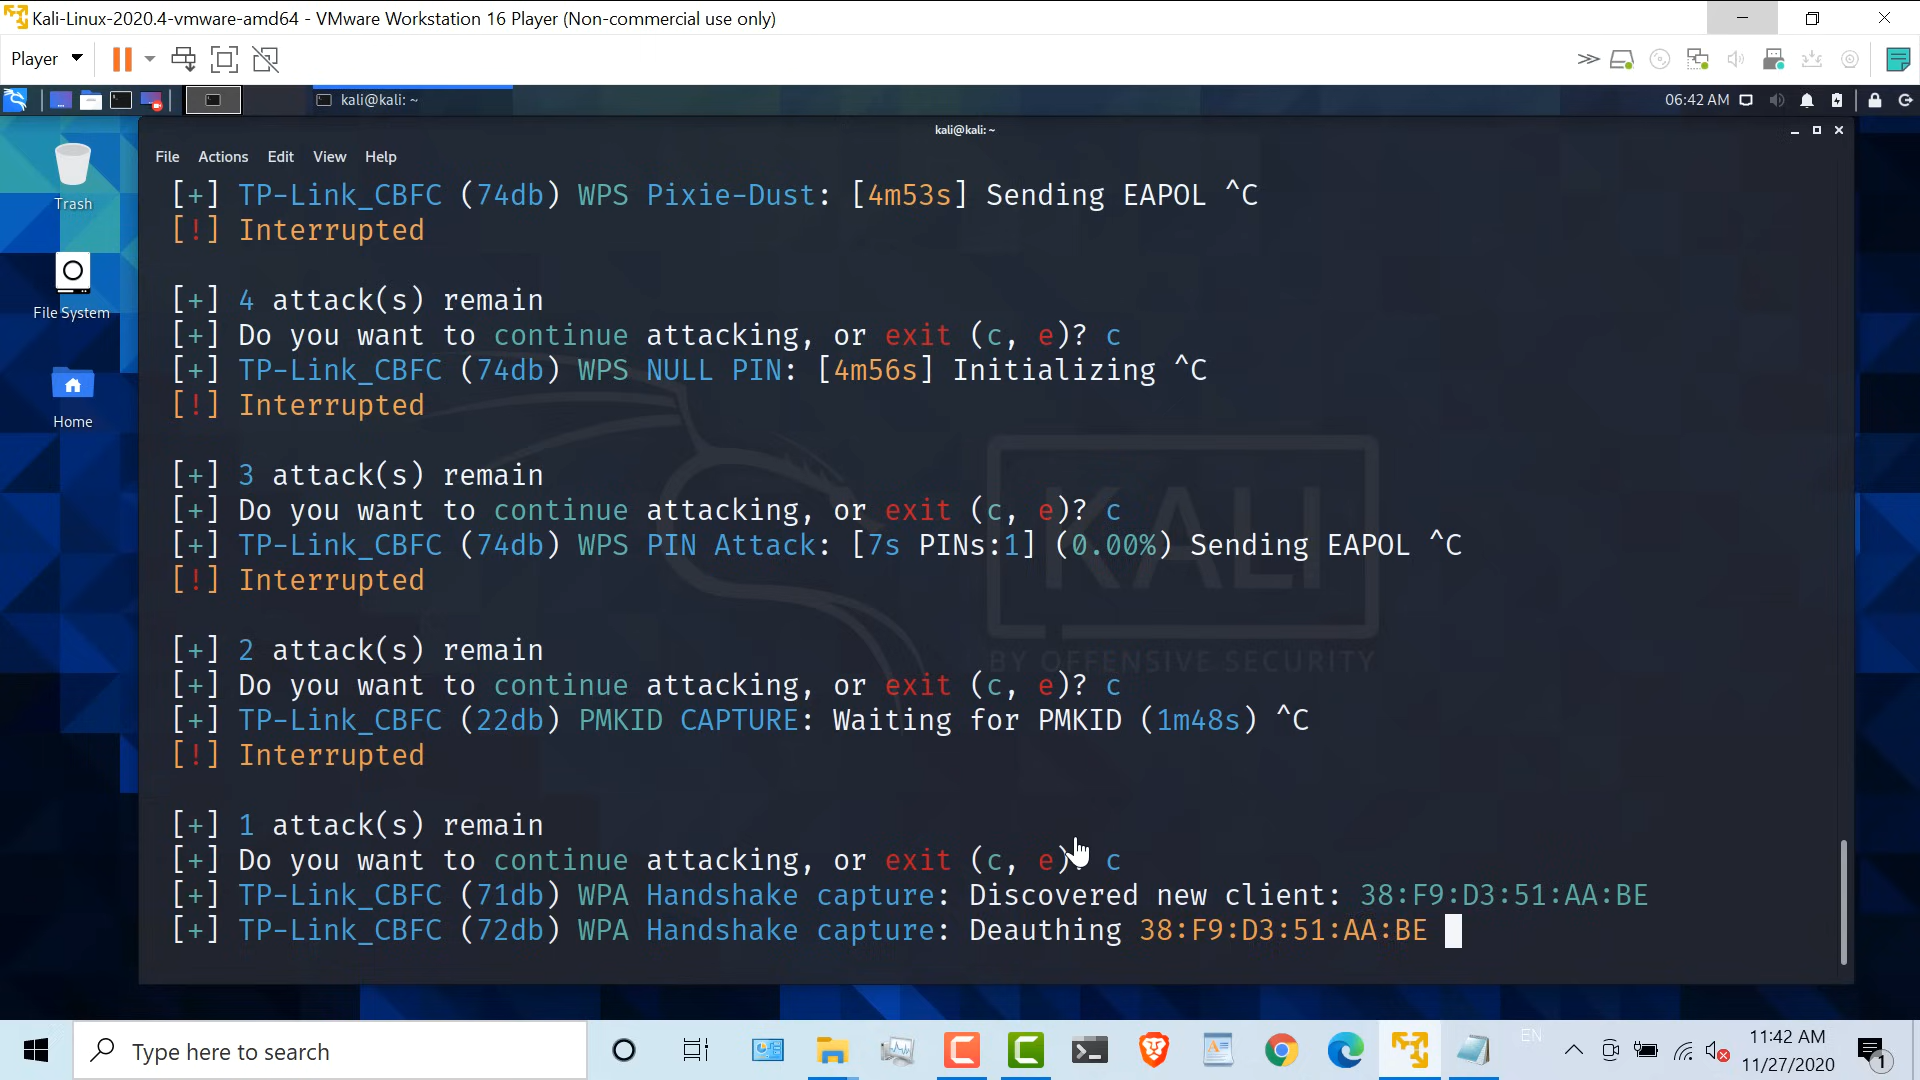 Kali-Linux-2020.4-vmware-amd64 - VMware Workstation 16 Player (Non-commercial use only)
Player
kali@kali: ~
06:42 AM
kali@kali: ~
File Actions Edit View Help
[+] TP-Link_CBFC (74db) WPS Pixie-Dust: [4m53s] Sending EAPOL ^C
[!] Interrupted
[+] 4 attack(s) remain
[+] Do you want to continue attacking, or exit (c, e)? c
[+] TP-Link_CBFC (74db) WPS NULL PIN: [4m56s] Initializing ^C
[!] Interrupted
[+] 3 attack(s) remain
[+] Do you want to continue attacking, or exit (c, e)? c
[+] TP-Link_CBFC (74db) WPS PIN Attack: [7s PINs:1] (0.00%) Sending EAPOL ^C
[!] Interrupted
[+] 2 attack(s) remain
[+] Do you want to continue attacking, or exit (c, e)? c
[+] TP-Link_CBFC (22db) PMKID CAPTURE: Waiting for PMKID (1m48s) ^C
[!] Interrupted
[+] 1 attack(s) remain
[+] Do you want to continue attacking, or exit (c, e)? c
[+] TP-Link_CBFC (71db) WPA Handshake capture: Discovered new client: 38:F9:D3:51:AA:BE
[+] TP-Link_CBFC (72db) WPA Handshake capture: Deauthing 38:F9:D3:51:AA:BE
Trash
File System
Home
KALI
BY OFFENSIVE SECURITY
Type here to search
EN
11:42 AM
11/27/2020
1